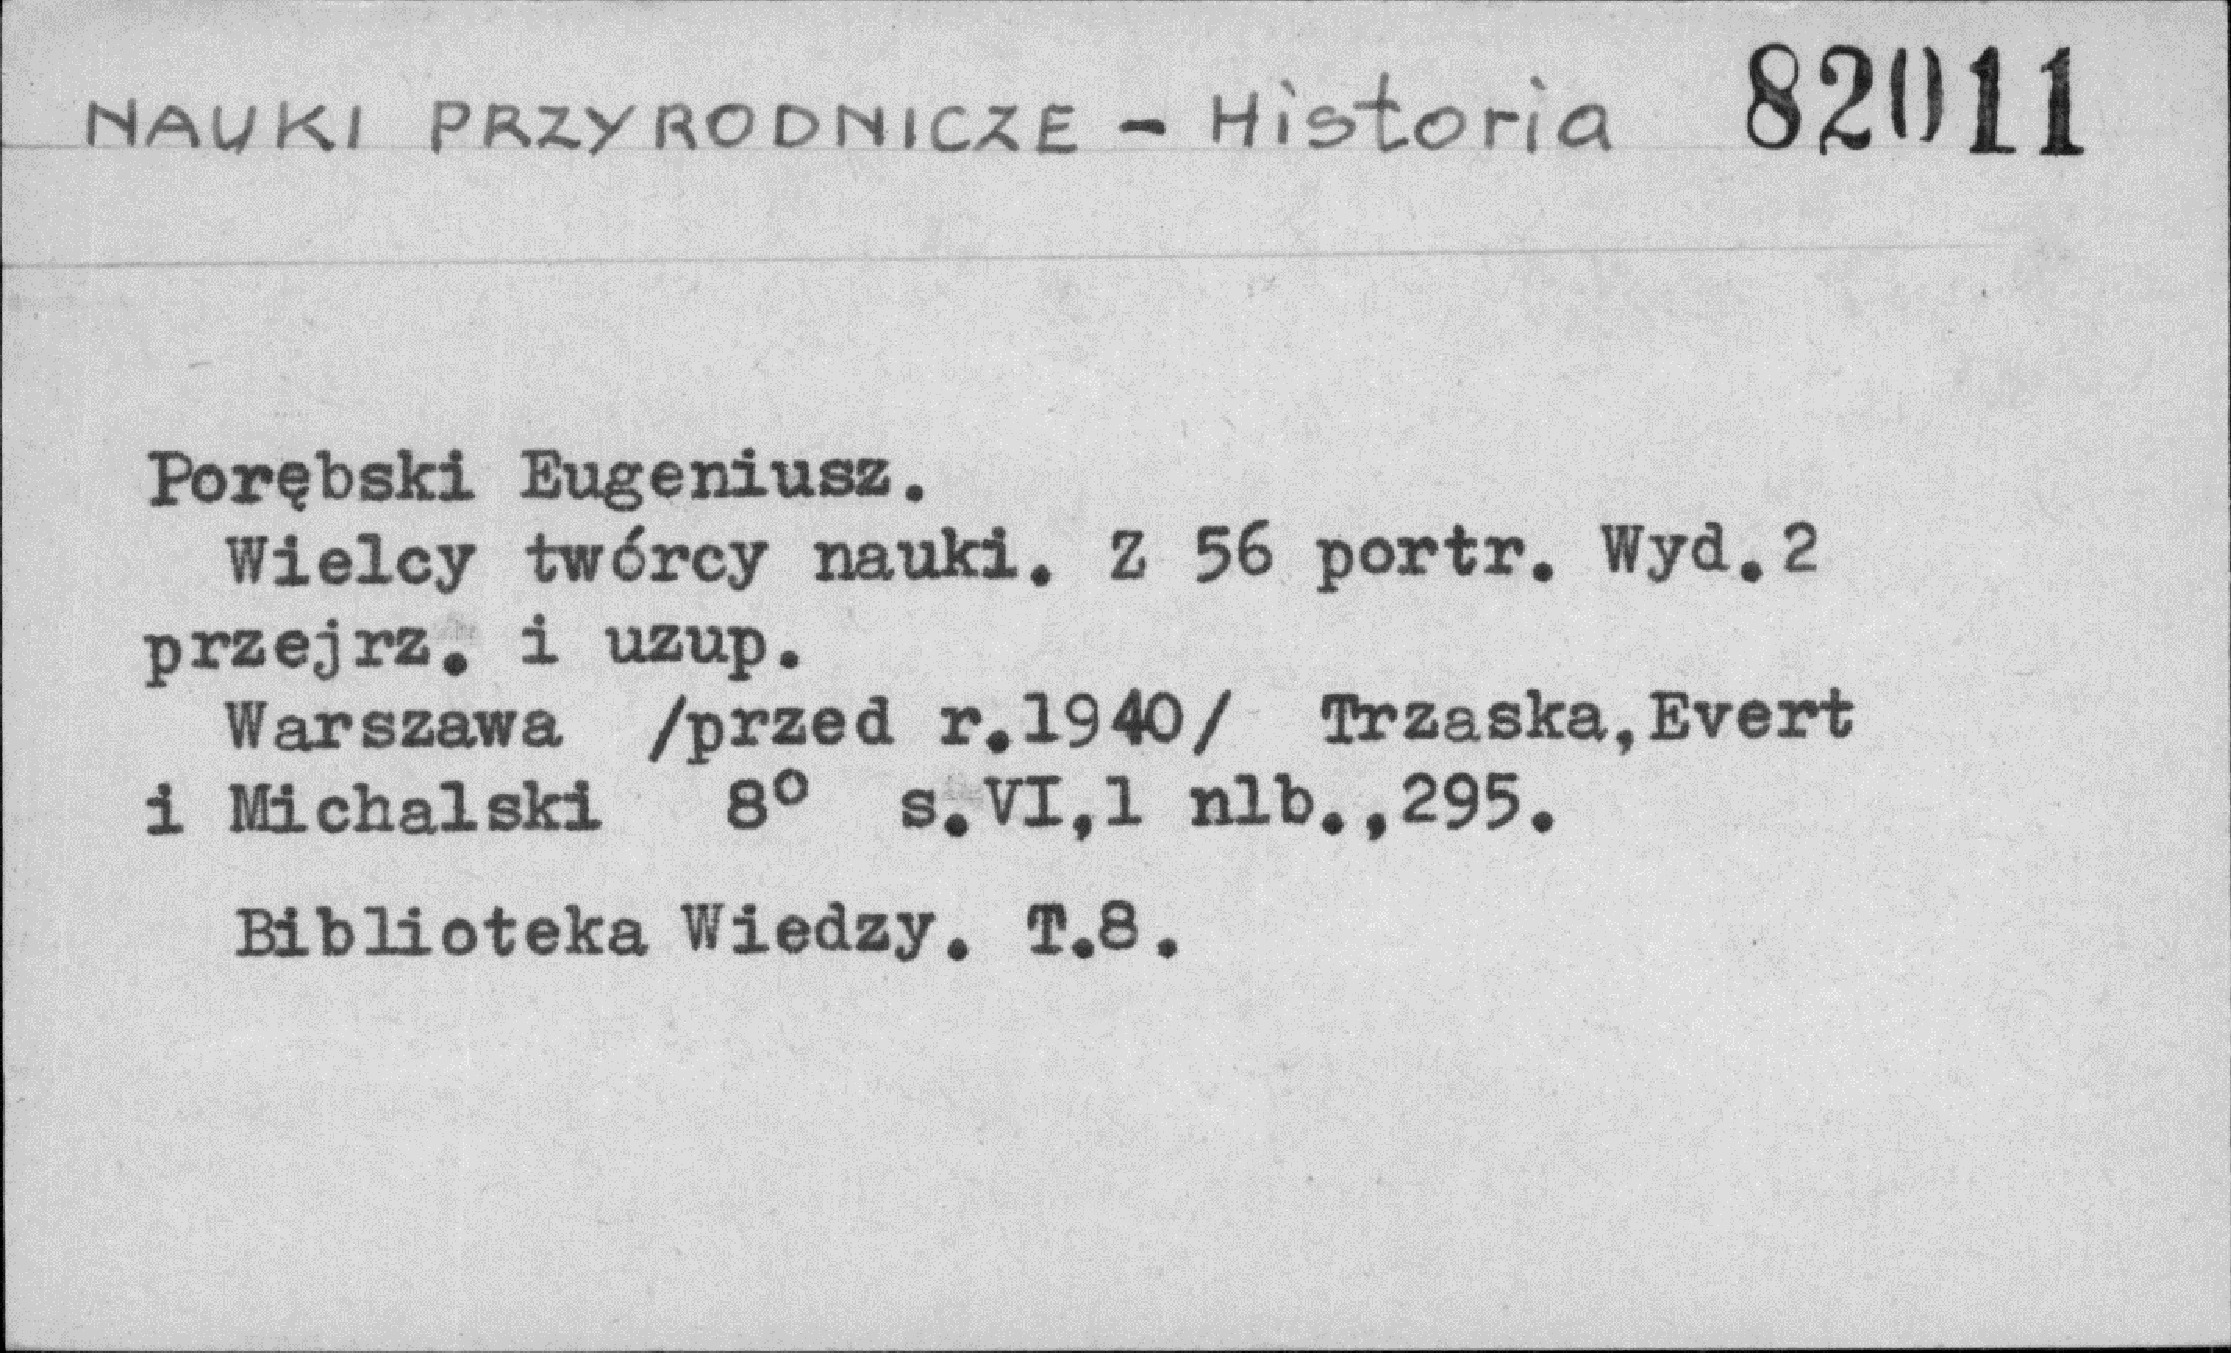 NAUKI PRZYRODNICZE - Historia 82011
Porębski Eugeniusz.
Wielcy twórcy nauki. Z 56 portr. Wyd.2
przejrz. i uzup.
Warszawa /przed r.1940/ Trzaska,Evert
i Michalski 8° s.VI,1 nlb.,295.
Biblioteka Wiedzy. T.8.